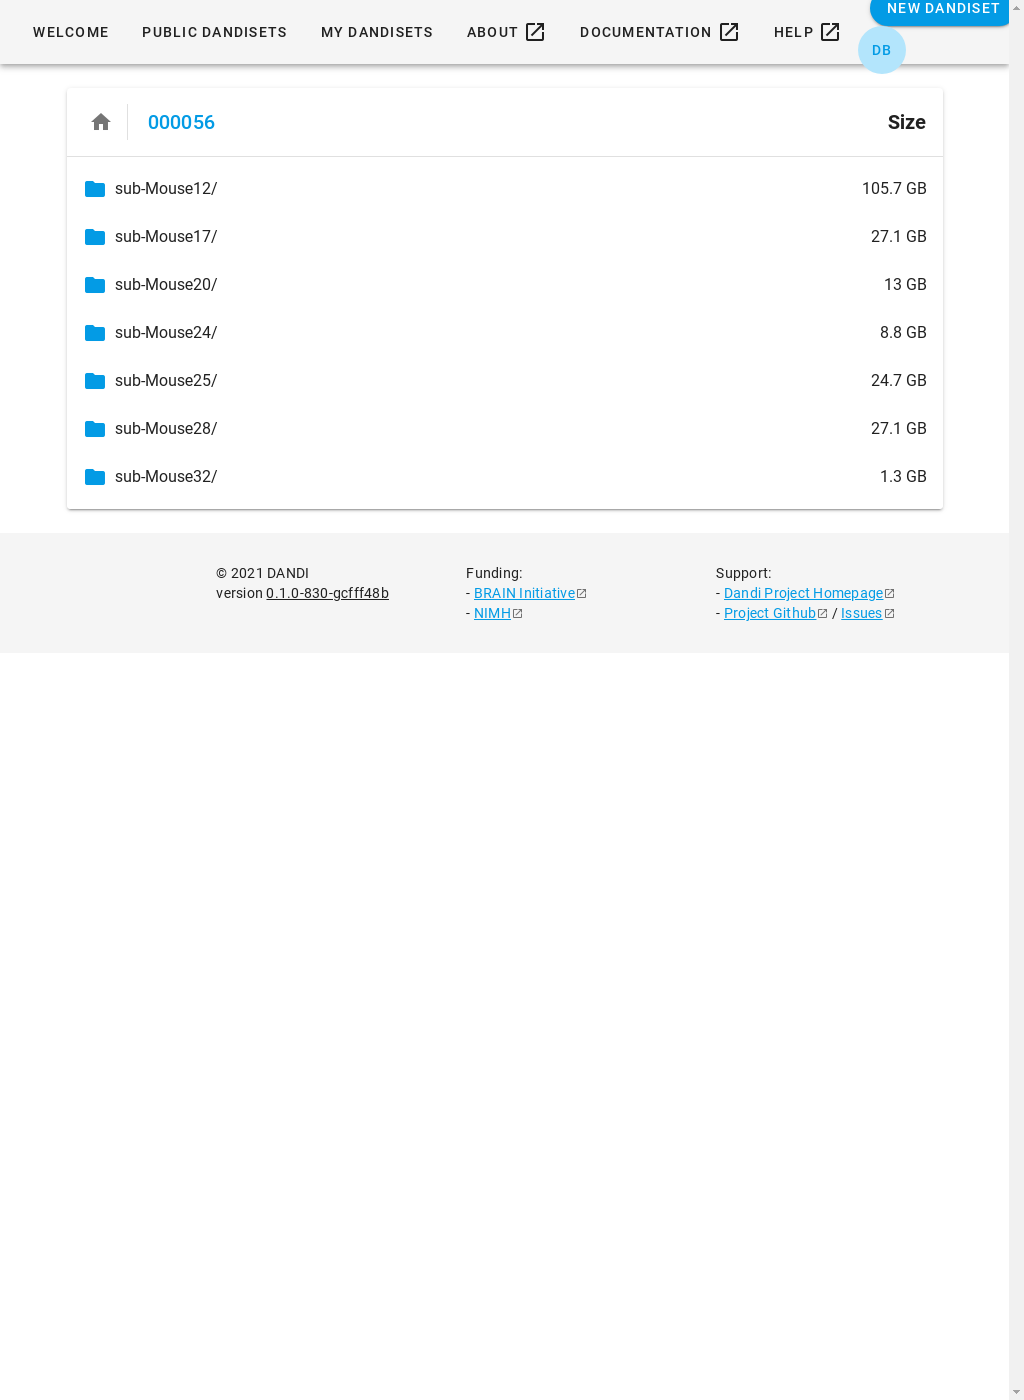 NEW DANDISET
WELCOME PUBLIC DANDISETS MY DANDISETS ABOUT DOCUMENTATION HELP
DB
000056 Size
sub-Mouse12/ 105.7 GB
sub-Mouse17/ 27.1 GB
sub-Mouse20/ 13 GB
sub-Mouse24/ 8.8 GB
sub-Mouse25/ 24.7 GB
sub-Mouse28/ 27.1 GB
sub-Mouse32/ 1.3 GB
© 2021 DANDI
version 0.1.0-830-gcfff48b
Funding:
- BRAIN Initiative
- NIMH
Support:
- Dandi Project Homepage
- Project Github / Issues